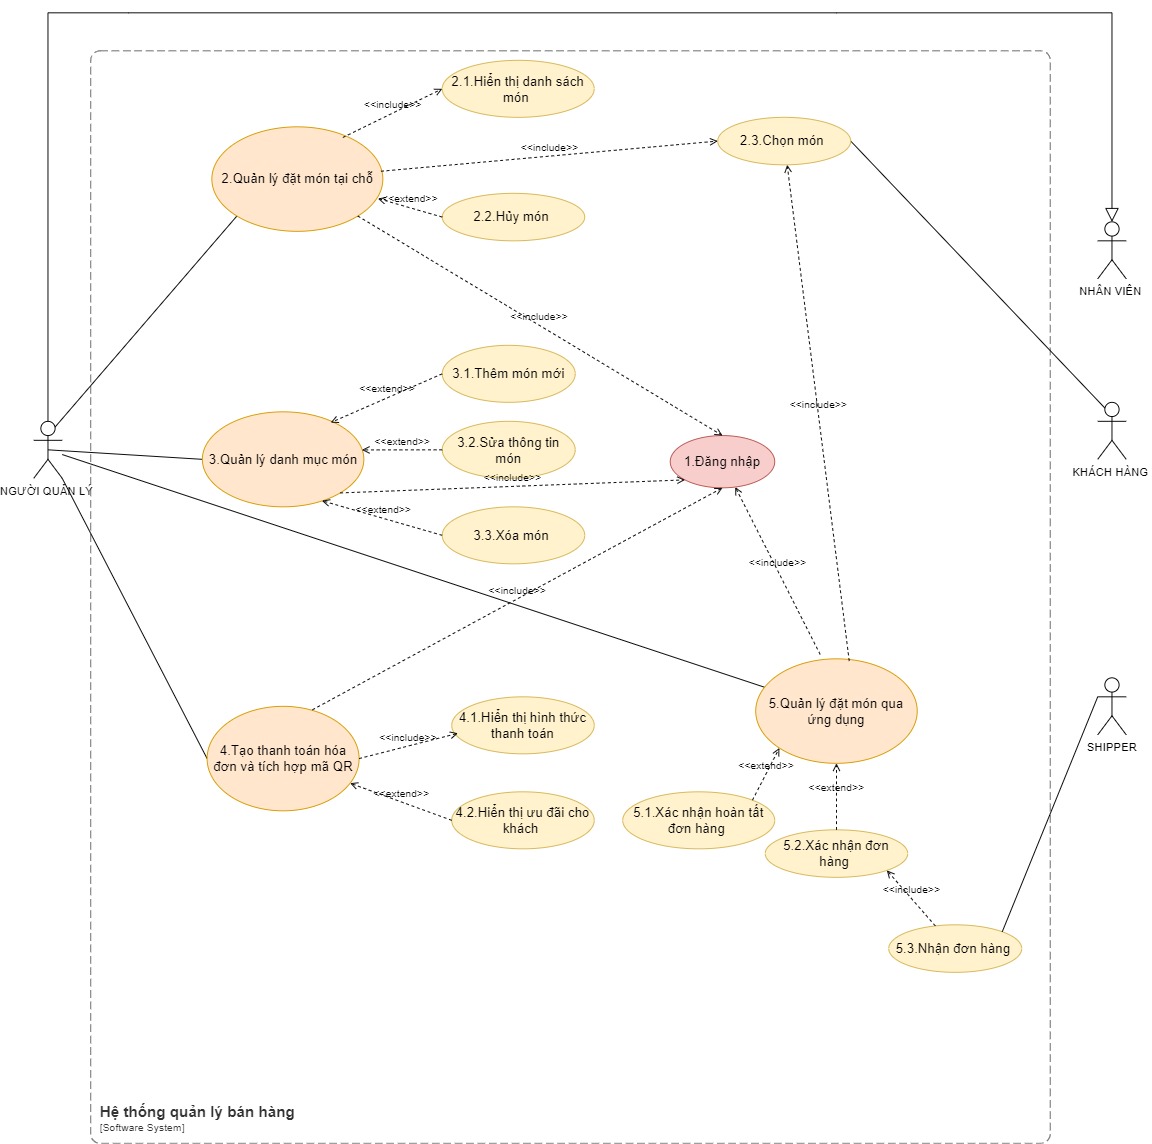 2.1.Hiển thị danh sách
món
<<include>>
2.3.Chọn món
<<include>>
2.Quản lý đặt món tại chỗ
<<extend>>
2.2.Hủy món
NHÂN VIÊN
<<include>>
3.1.Thêm món mới
<<extend>>
<<include>>
NGƯỜI QUẢN LÝ
3.Quản lý danh mục món
<<extend>>
3.2.Sửa thông tin
món
<<include>>
1.Đăng nhập
KHÁCH HÀNG
<<extend>>
3.3.Xóa món
<<include>>
<<include>>
4.1.Hiển thị hình thức
thanh toán
<<include>>
5.Quản lý đặt món qua
ứng dụng
SHIPPER
4.Tạo thanh toán hóa
đơn và tích hợp mã QR
<<extend>>
<<extend>>
<<extend>>
4.2.Hiển thị ưu đãi cho
khách
5.1.Xác nhận hoàn tất
đơn hàng
5.2.Xác nhận đơn
hàng
<<include>>
5.3.Nhận đơn hàng
Hệ thống quản lý bán hàng
[Software System]